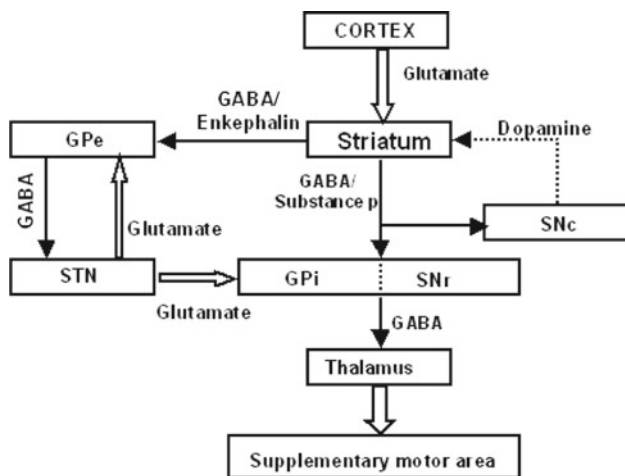 CORTEX
Glutamate
GABA/
Enkephalin
GPe
Striatum
Dopamine
GABA/
Substance p
GABA
Glutamate
SNc
STN
GPi
SNr
Glutamate
GABA
Thalamus
Supplementary motor area